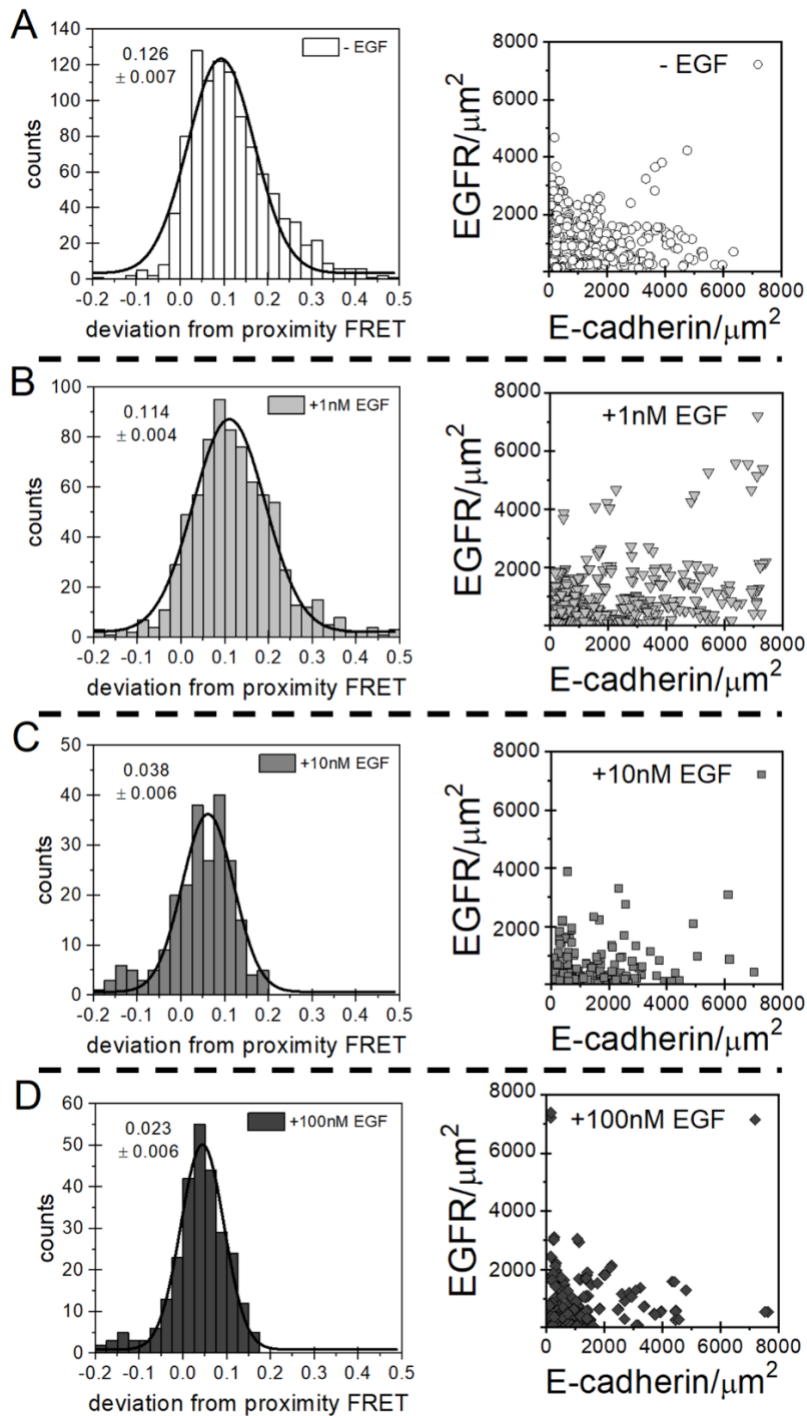 A
0.126
± 0.007
- EGF
counts
140
120
100
80
60
40
20
0
-0.2 -0.1 0.0 0.1 0.2 0.3 0.4 0.5
deviation from proximity FRET
- EGF
EGFR/μm²
8000
6000
4000
2000
0 2000 4000 6000 8000
E-cadherin/μm²
B
0.114
± 0.004
+1nM EGF
counts
100
80
60
40
20
0
-0.2 -0.1 0.0 0.1 0.2 0.3 0.4 0.5
deviation from proximity FRET
+1nM EGF
EGFR/μm²
8000
6000
4000
2000
0 2000 4000 6000 8000
E-cadherin/μm²
C
0.038
± 0.006
+10nM EGF
counts
50
40
30
20
10
0
-0.2 -0.1 0.0 0.1 0.2 0.3 0.4 0.5
deviation from proximity FRET
+10nM EGF
EGFR/μm²
8000
6000
4000
2000
0 2000 4000 6000 8000
E-cadherin/μm²
D
0.023
± 0.006
+100nM EGF
counts
60
50
40
30
20
10
0
-0.2 -0.1 0.0 0.1 0.2 0.3 0.4 0.5
deviation from proximity FRET
+100nM EGF
EGFR/μm²
8000
6000
4000
2000
0 2000 4000 6000 8000
E-cadherin/μm²